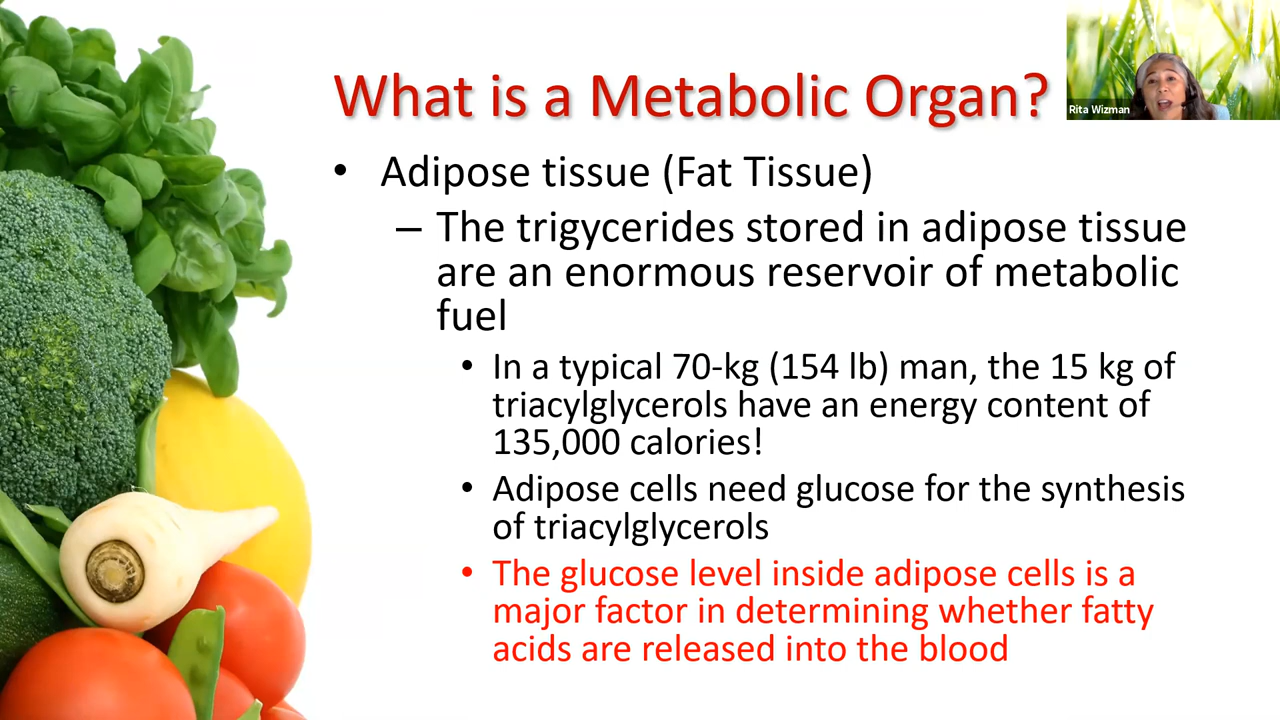 What is a Metabolic Organ?
Rita Wizman
• Adipose tissue (Fat Tissue)
– The trigycerides stored in adipose tissue
are an enormous reservoir of metabolic
fuel
• In a typical 70-kg (154 lb) man, the 15 kg of
triacylglycerols have an energy content of
135,000 calories!
• Adipose cells need glucose for the synthesis
of triacylglycerols
• The glucose level inside adipose cells is a
major factor in determining whether fatty
acids are released into the blood